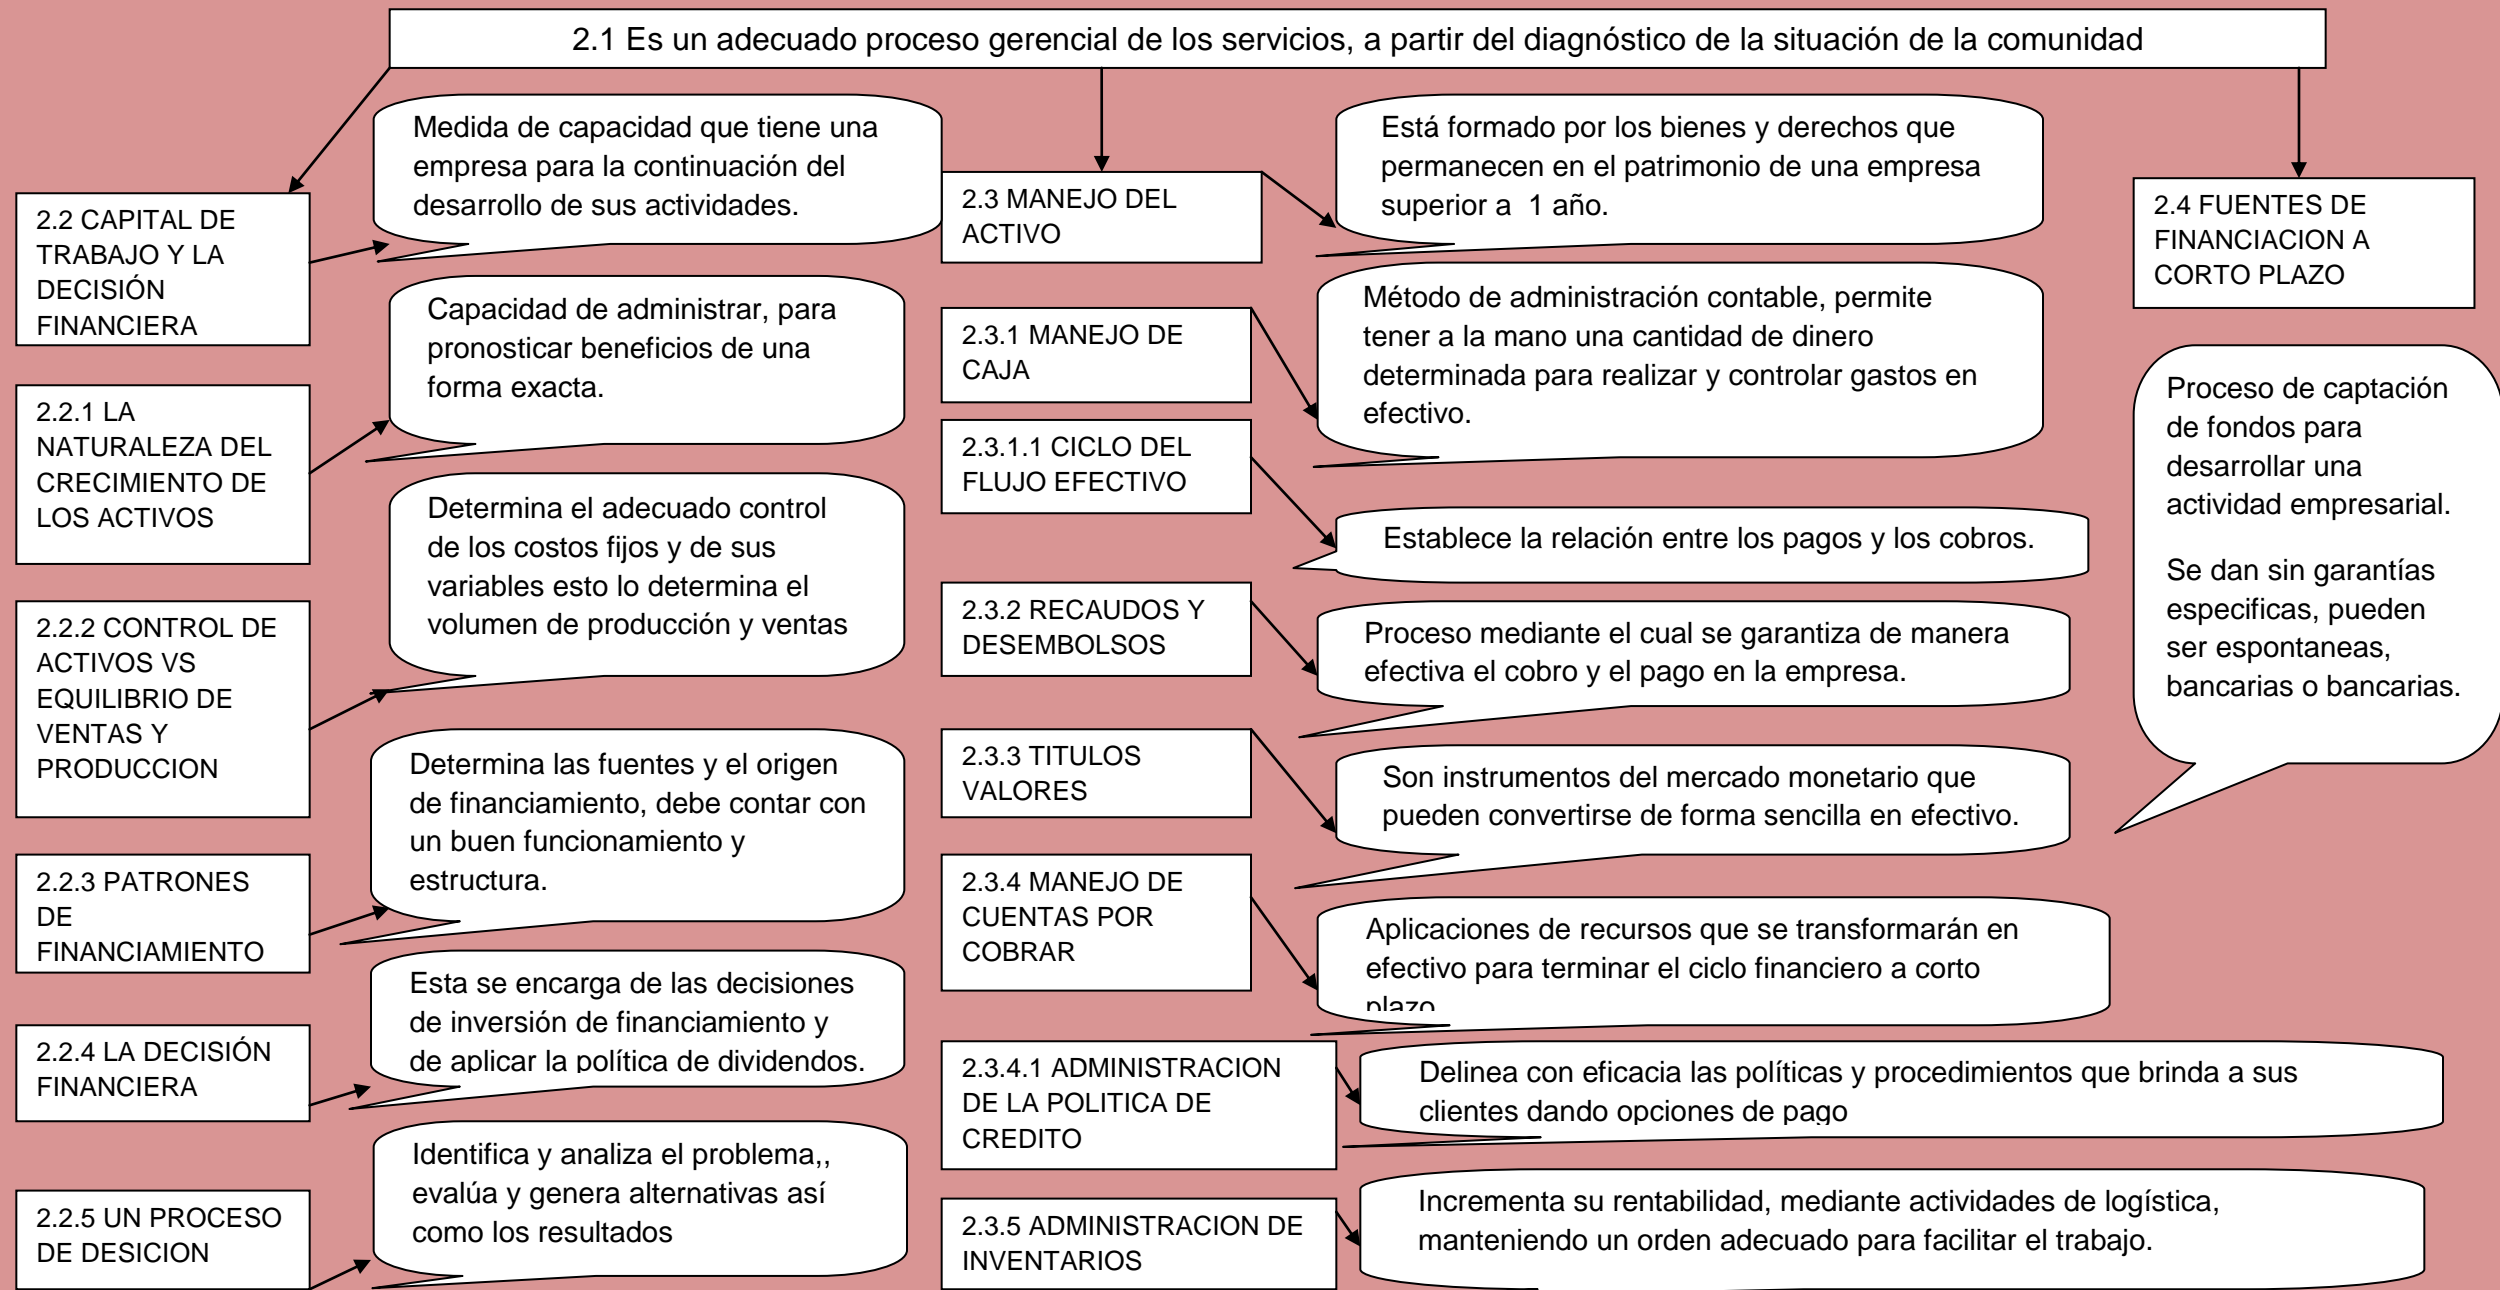 2.1 Es un adecuado proceso gerencial de los servicios, a partir del diagnóstico de la situación de la comunidad
2.2 CAPITAL DE
TRABAJO Y LA
DECISIÓN
FINANCIERA
Medida de capacidad que tiene una
empresa para la continuación del
desarrollo de sus actividades.
2.2.1 LA
NATURALEZA DEL
CRECIMIENTO DE
LOS ACTIVOS
Capacidad de administrar, para
pronosticar beneficios de una
forma exacta.
2.2.2 CONTROL DE
ACTIVOS VS
EQUILIBRIO DE
VENTAS Y
PRODUCCION
Determina el adecuado control
de los costos fijos y de sus
variables esto lo determina el
volumen de producción y ventas
2.2.3 PATRONES
DE
FINANCIAMIENTO
Determina las fuentes y el origen
de financiamiento, debe contar con
un buen funcionamiento y
estructura.
2.2.4 LA DECISIÓN
FINANCIERA
Esta se encarga de las decisiones
de inversión de financiamiento y
de aplicar la política de dividendos.
2.2.5 UN PROCESO
DE DESICION
Identifica y analiza el problema,,
evalúa y genera alternativas así
como los resultados
2.3 MANEJO DEL
ACTIVO
Está formado por los bienes y derechos que
permanecen en el patrimonio de una empresa
superior a  1 año.
2.3.1 MANEJO DE
CAJA
Método de administración contable, permite
tener a la mano una cantidad de dinero
determinada para realizar y controlar gastos en
efectivo.
2.3.1.1 CICLO DEL
FLUJO EFECTIVO
Establece la relación entre los pagos y los cobros.
2.3.2 RECAUDOS Y
DESEMBOLSOS
Proceso mediante el cual se garantiza de manera
efectiva el cobro y el pago en la empresa.
2.3.3 TITULOS
VALORES
Son instrumentos del mercado monetario que
pueden convertirse de forma sencilla en efectivo.
2.3.4 MANEJO DE
CUENTAS POR
COBRAR
Aplicaciones de recursos que se transformarán en
efectivo para terminar el ciclo financiero a corto
plazo
2.3.4.1 ADMINISTRACION
DE LA POLITICA DE
CREDITO
Delinea con eficacia las políticas y procedimientos que brinda a sus
clientes dando opciones de pago
2.3.5 ADMINISTRACION DE
INVENTARIOS
Incrementa su rentabilidad, mediante actividades de logística,
manteniendo un orden adecuado para facilitar el trabajo.
2.4 FUENTES DE
FINANCIACION A
CORTO PLAZO
Proceso de captación
de fondos para
desarrollar una
actividad empresarial.
Se dan sin garantías
especificas, pueden
ser espontaneas,
bancarias o bancarias.